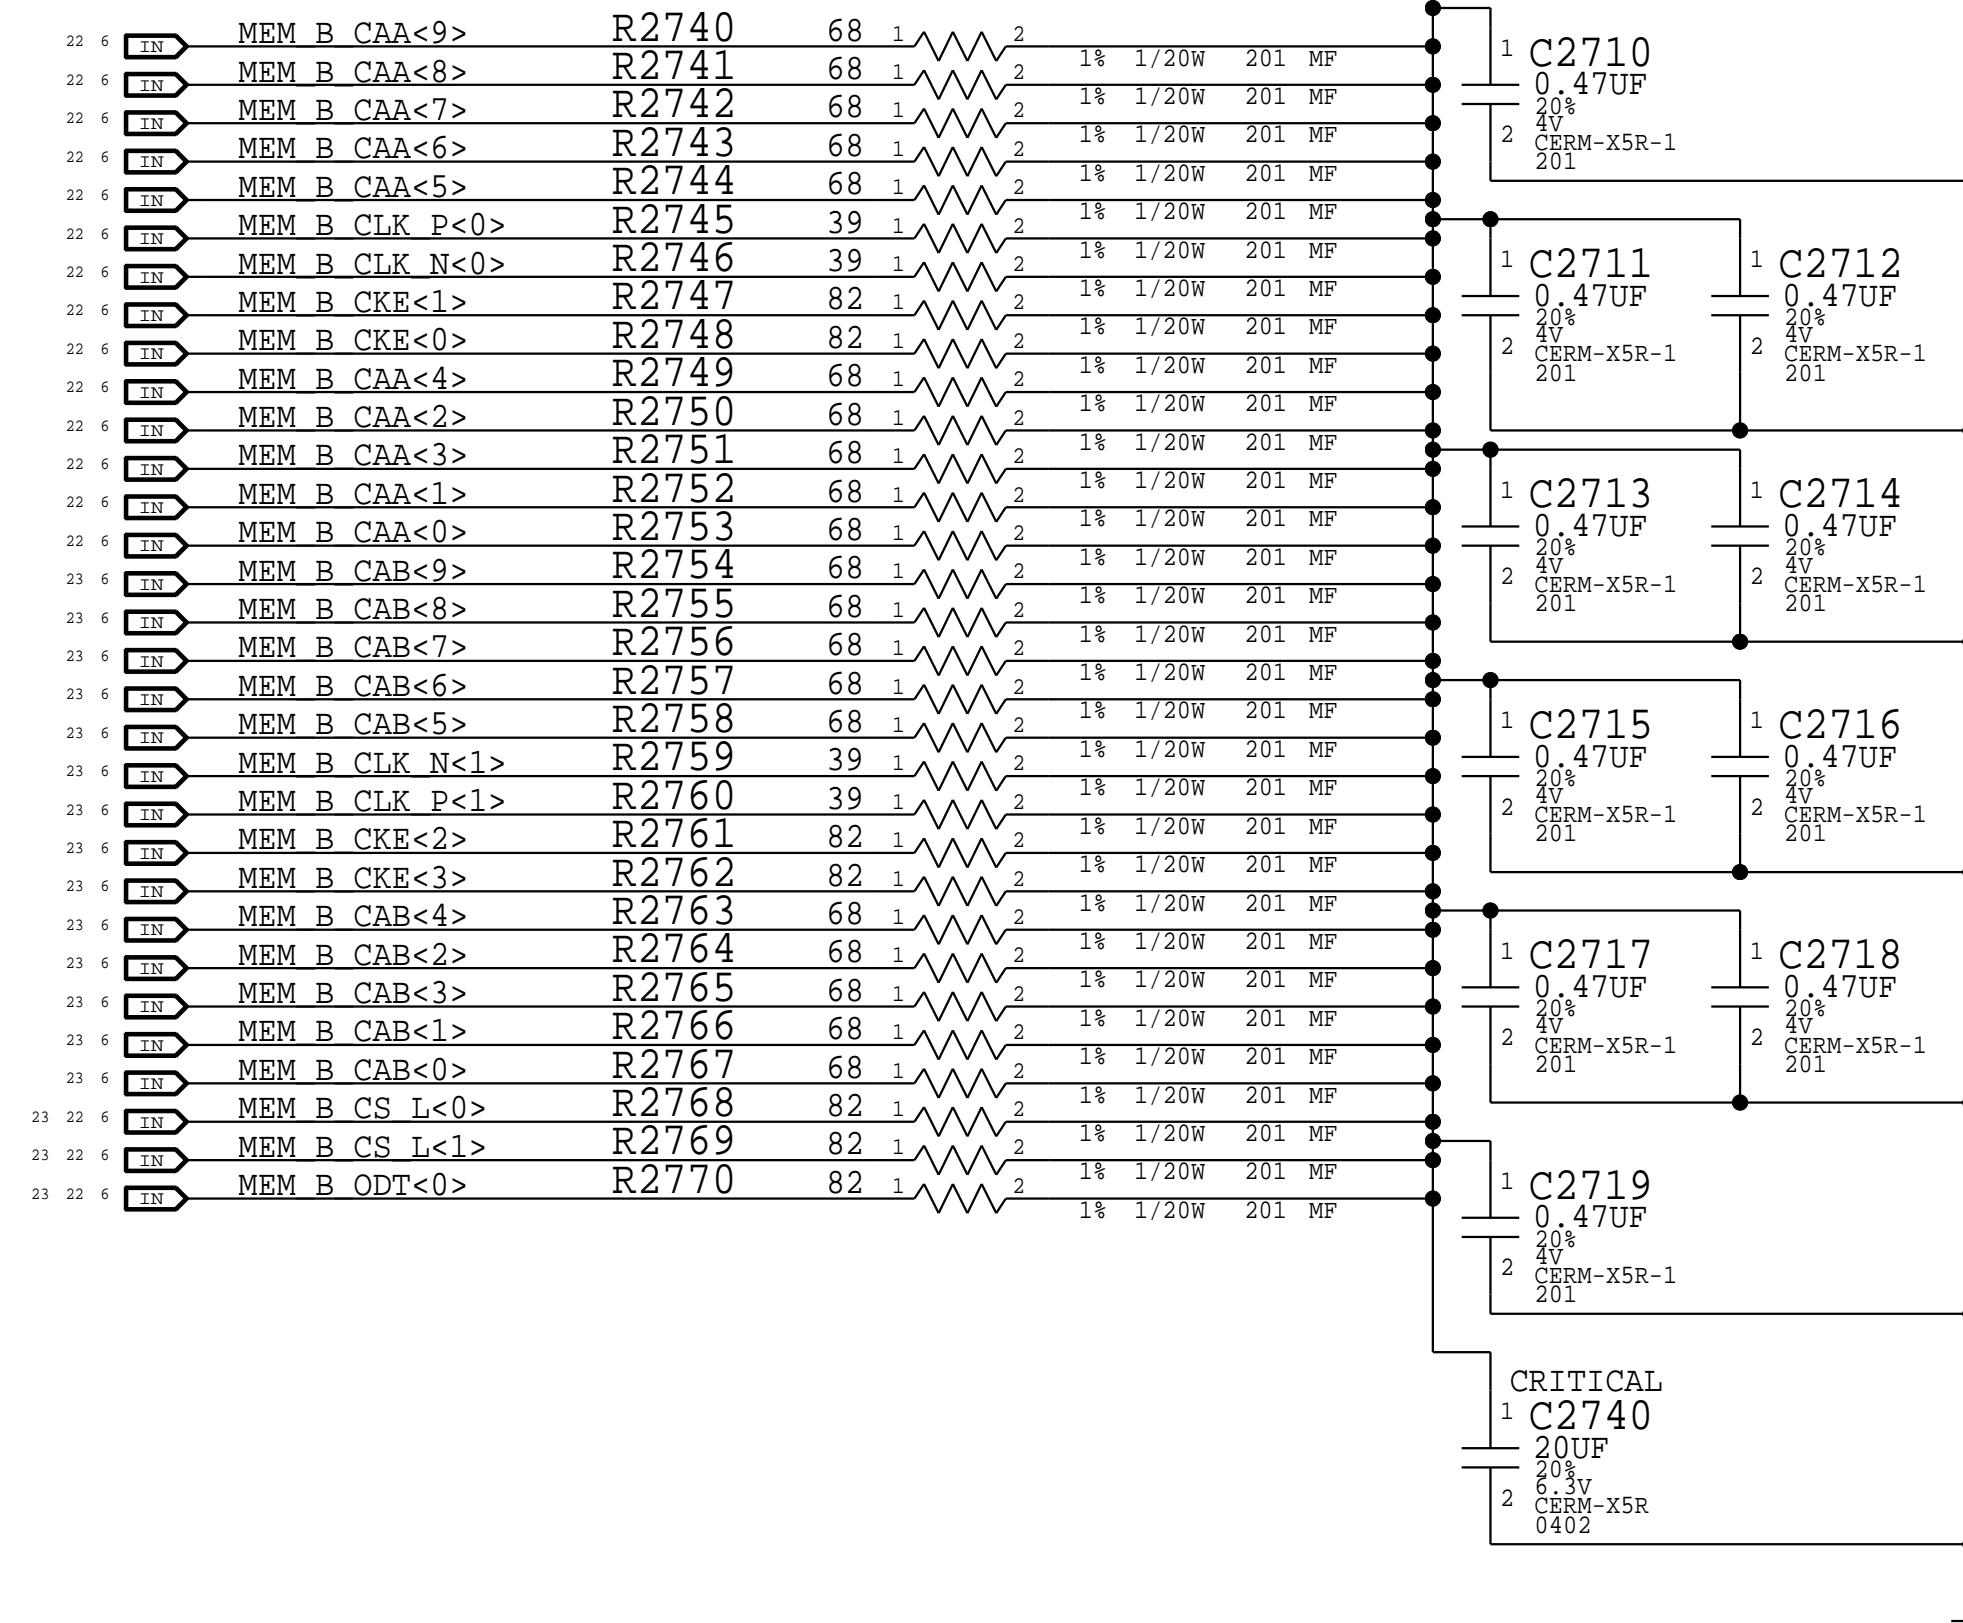 22 6 IN MEM_B_CAA<9> R2740 68 1 2 1% 1/20W 201 MF
22 6 IN MEM_B_CAA<8> R2741 68 1 2 1% 1/20W 201 MF
22 6 IN MEM_B_CAA<7> R2742 68 1 2 1% 1/20W 201 MF
22 6 IN MEM_B_CAA<6> R2743 68 1 2 1% 1/20W 201 MF
22 6 IN MEM_B_CAA<5> R2744 68 1 2 1% 1/20W 201 MF
22 6 IN MEM_B_CLK_P<0> R2745 39 1 2 1% 1/20W 201 MF
22 6 IN MEM_B_CLK_N<0> R2746 39 1 2 1% 1/20W 201 MF
22 6 IN MEM_B_CKE<1> R2747 82 1 2 1% 1/20W 201 MF
22 6 IN MEM_B_CKE<0> R2748 82 1 2 1% 1/20W 201 MF
22 6 IN MEM_B_CAA<4> R2749 68 1 2 1% 1/20W 201 MF
22 6 IN MEM_B_CAA<2> R2750 68 1 2 1% 1/20W 201 MF
22 6 IN MEM_B_CAA<3> R2751 68 1 2 1% 1/20W 201 MF
22 6 IN MEM_B_CAA<1> R2752 68 1 2 1% 1/20W 201 MF
22 6 IN MEM_B_CAA<0> R2753 68 1 2 1% 1/20W 201 MF
23 6 IN MEM_B_CAB<9> R2754 68 1 2 1% 1/20W 201 MF
23 6 IN MEM_B_CAB<8> R2755 68 1 2 1% 1/20W 201 MF
23 6 IN MEM_B_CAB<7> R2756 68 1 2 1% 1/20W 201 MF
23 6 IN MEM_B_CAB<6> R2757 68 1 2 1% 1/20W 201 MF
23 6 IN MEM_B_CAB<5> R2758 68 1 2 1% 1/20W 201 MF
23 6 IN MEM_B_CLK_N<1> R2759 39 1 2 1% 1/20W 201 MF
23 6 IN MEM_B_CLK_P<1> R2760 39 1 2 1% 1/20W 201 MF
23 6 IN MEM_B_CKE<2> R2761 82 1 2 1% 1/20W 201 MF
23 6 IN MEM_B_CKE<3> R2762 82 1 2 1% 1/20W 201 MF
23 6 IN MEM_B_CAB<4> R2763 68 1 2 1% 1/20W 201 MF
23 6 IN MEM_B_CAB<2> R2764 68 1 2 1% 1/20W 201 MF
23 6 IN MEM_B_CAB<3> R2765 68 1 2 1% 1/20W 201 MF
23 6 IN MEM_B_CAB<1> R2766 68 1 2 1% 1/20W 201 MF
23 6 IN MEM_B_CAB<0> R2767 68 1 2 1% 1/20W 201 MF
23 22 6 IN MEM_B_CS_L<0> R2768 82 1 2 1% 1/20W 201 MF
23 22 6 IN MEM_B_CS_L<1> R2769 82 1 2 1% 1/20W 201 MF
23 22 6 IN MEM_B_ODT<0> R2770 82 1 2 1% 1/20W 201 MF
1 C2710
0.47UF
20%
4V
2 CERM-X5R-1
201
1 C2711 1 C2712
0.47UF 0.47UF
20% 20%
4V 4V
2 CERM-X5R-1 2 CERM-X5R-1
201 201
1 C2713 1 C2714
0.47UF 0.47UF
20% 20%
4V 4V
2 CERM-X5R-1 2 CERM-X5R-1
201 201
1 C2715 1 C2716
0.47UF 0.47UF
20% 20%
4V 4V
2 CERM-X5R-1 2 CERM-X5R-1
201 201
1 C2717 1 C2718
0.47UF 0.47UF
20% 20%
4V 4V
2 CERM-X5R-1 2 CERM-X5R-1
201 201
1 C2719
0.47UF
20%
4V
2 CERM-X5R-1
201
CRITICAL
1 C2740
20UF
20%
6.3V
2 CERM-X5R
0402